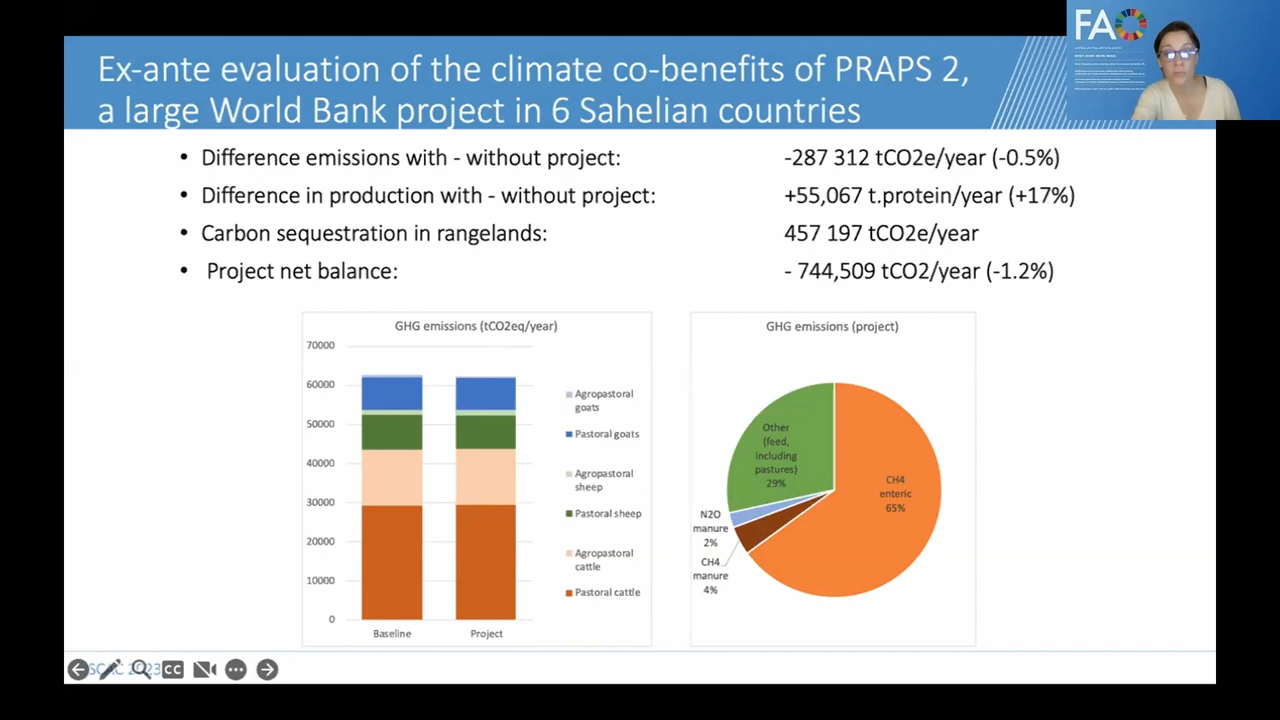 FAO
Ex-ante evaluation of the climate co-benefits of PRAPS 2,
a large World Bank project in 6 Sahelian countries
• Difference emissions with - without project: -287 312 tCO2e/year (-0.5%)
• Difference in production with - without project: +55,067 t.protein/year (+17%)
• Carbon sequestration in rangelands: 457 197 tCO2e/year
• Project net balance: - 744,509 tCO2/year (-1.2%)
GHG emissions (tCO2eq/year)
70000
60000
50000
40000
30000
20000
10000
0
Baseline
Project
Agropastoral
goats
Pastoral goats
Agropastoral
sheep
Pastoral sheep
Agropastoral
cattle
Pastoral cattle
GHG emissions (project)
Other
(feed,
including
pastures)
29%
CH4
enteric
65%
N2O
manure
2%
CH4
manure
4%
2023
CC